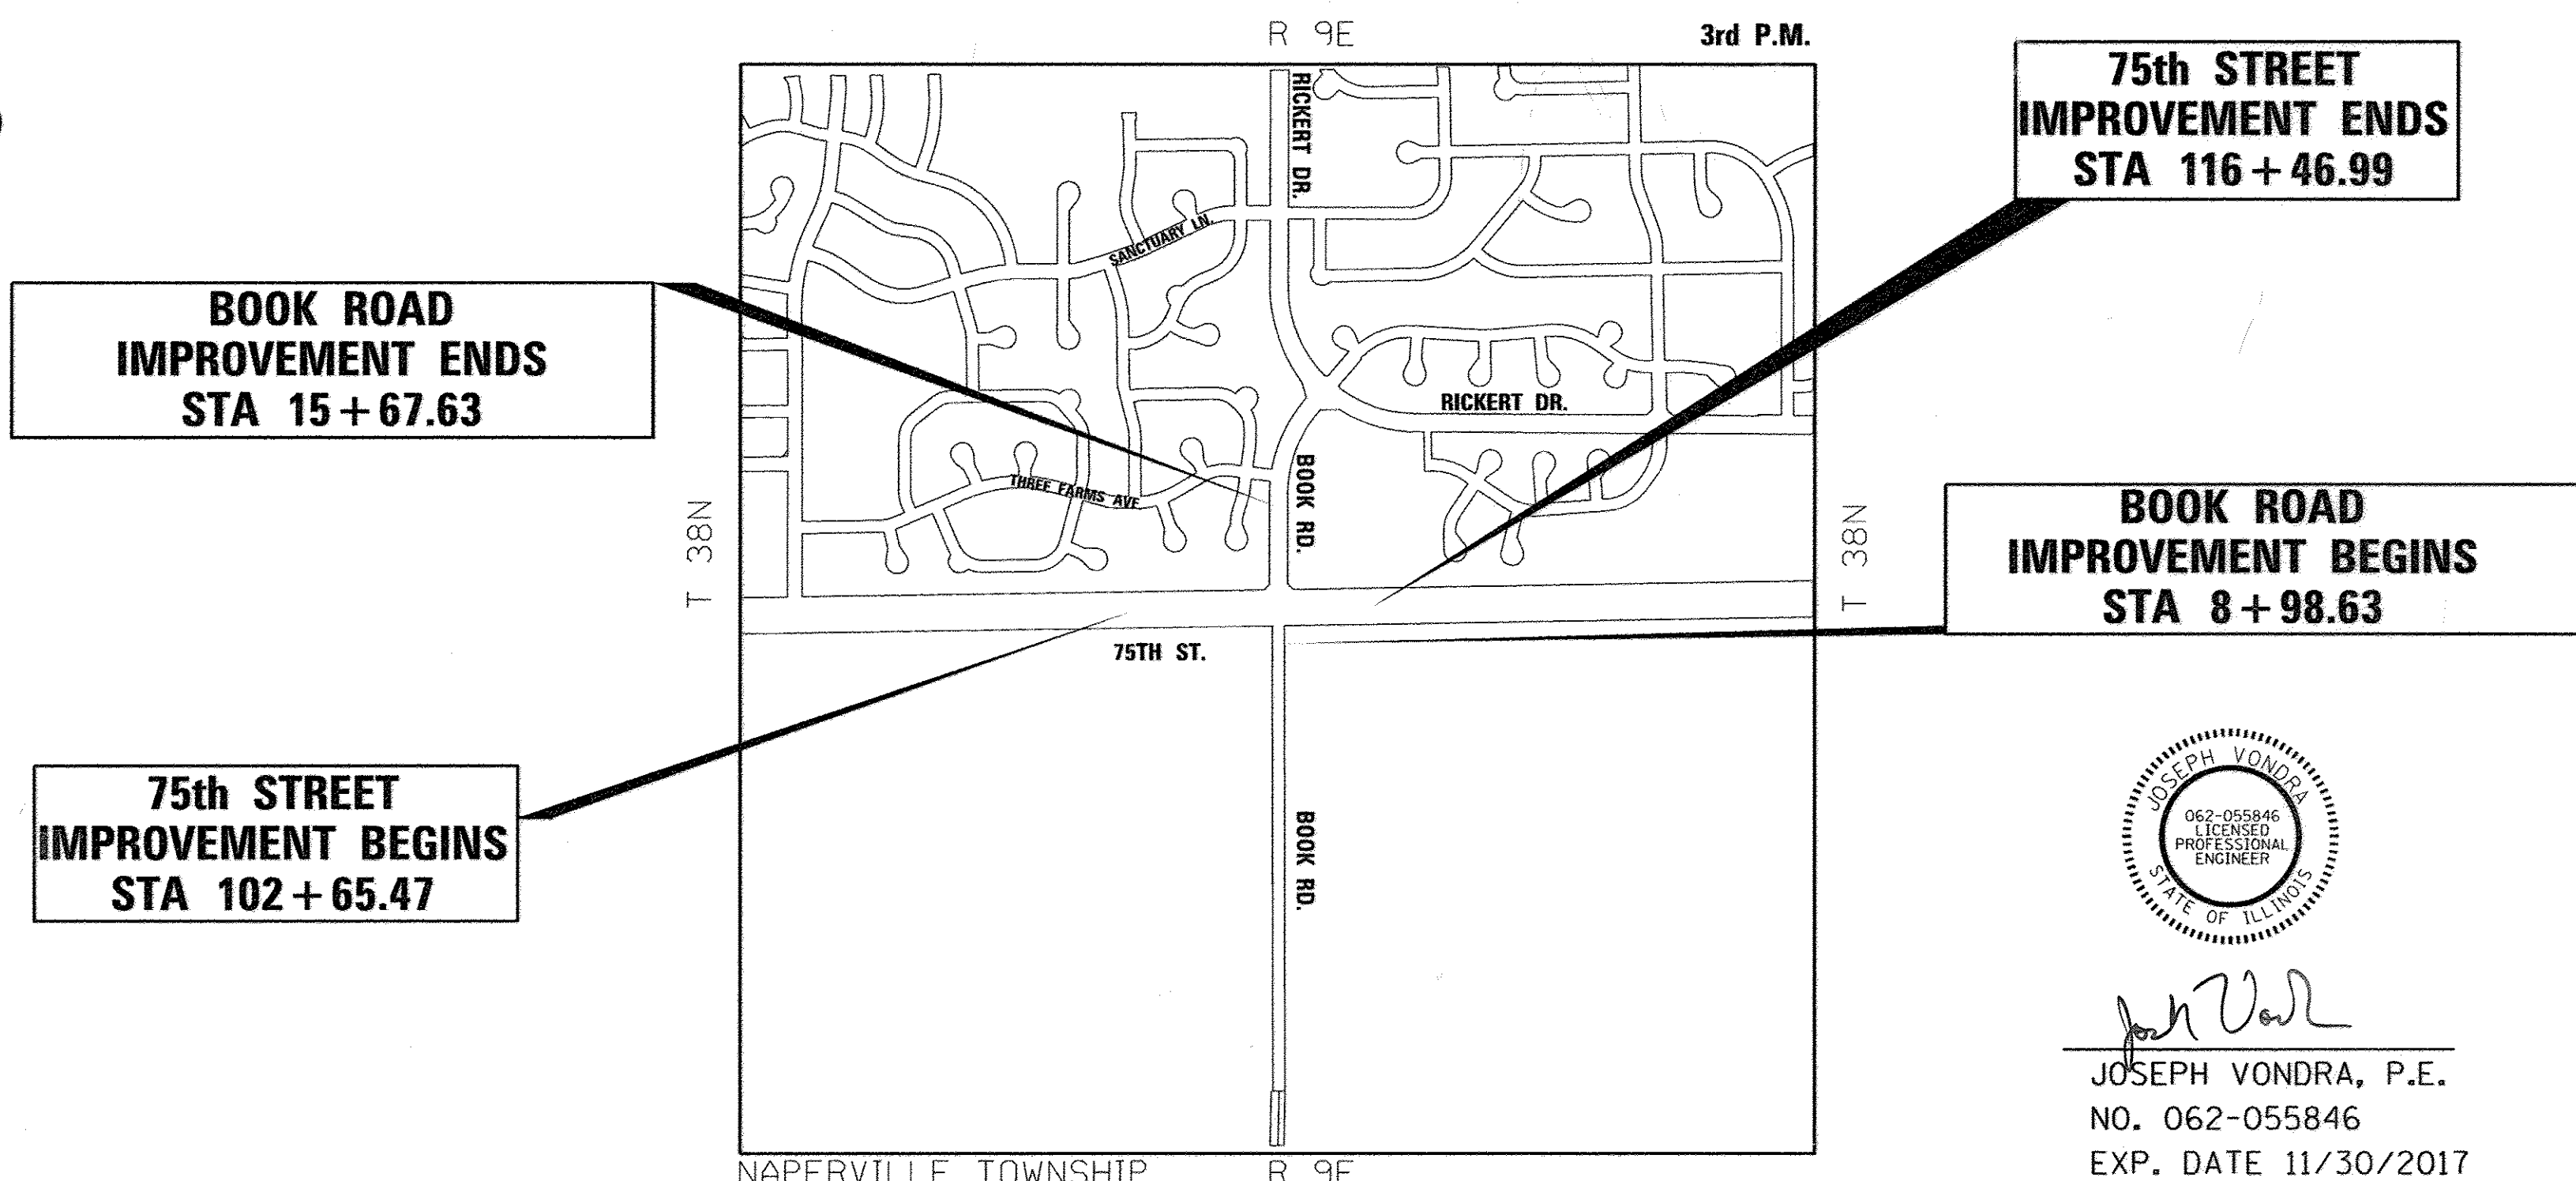 R 9E
3rd P.M.
75th STREET
IMPROVEMENT ENDS
STA 116+46.99
RICKERT DR.
SANCTUARY LN.
BOOK ROAD
IMPROVEMENT ENDS
STA 15+67.63
RICKERT DR.
BOOK RD.
THREE FARMS AVE
T 38N
T 38N
BOOK ROAD
IMPROVEMENT BEGINS
STA 8+98.63
75TH ST.
75th STREET
IMPROVEMENT BEGINS
STA 102+65.47
BOOK RD.
JOSEPH VONDRA
062-055846
LICENSED
PROFESSIONAL
ENGINEER
STATE OF ILLINOIS
JOSEPH VONDRA, P.E.
NO. 062-055846
EXP. DATE 11/30/2017
NAPERVILLE TOWNSHIP
R 9E